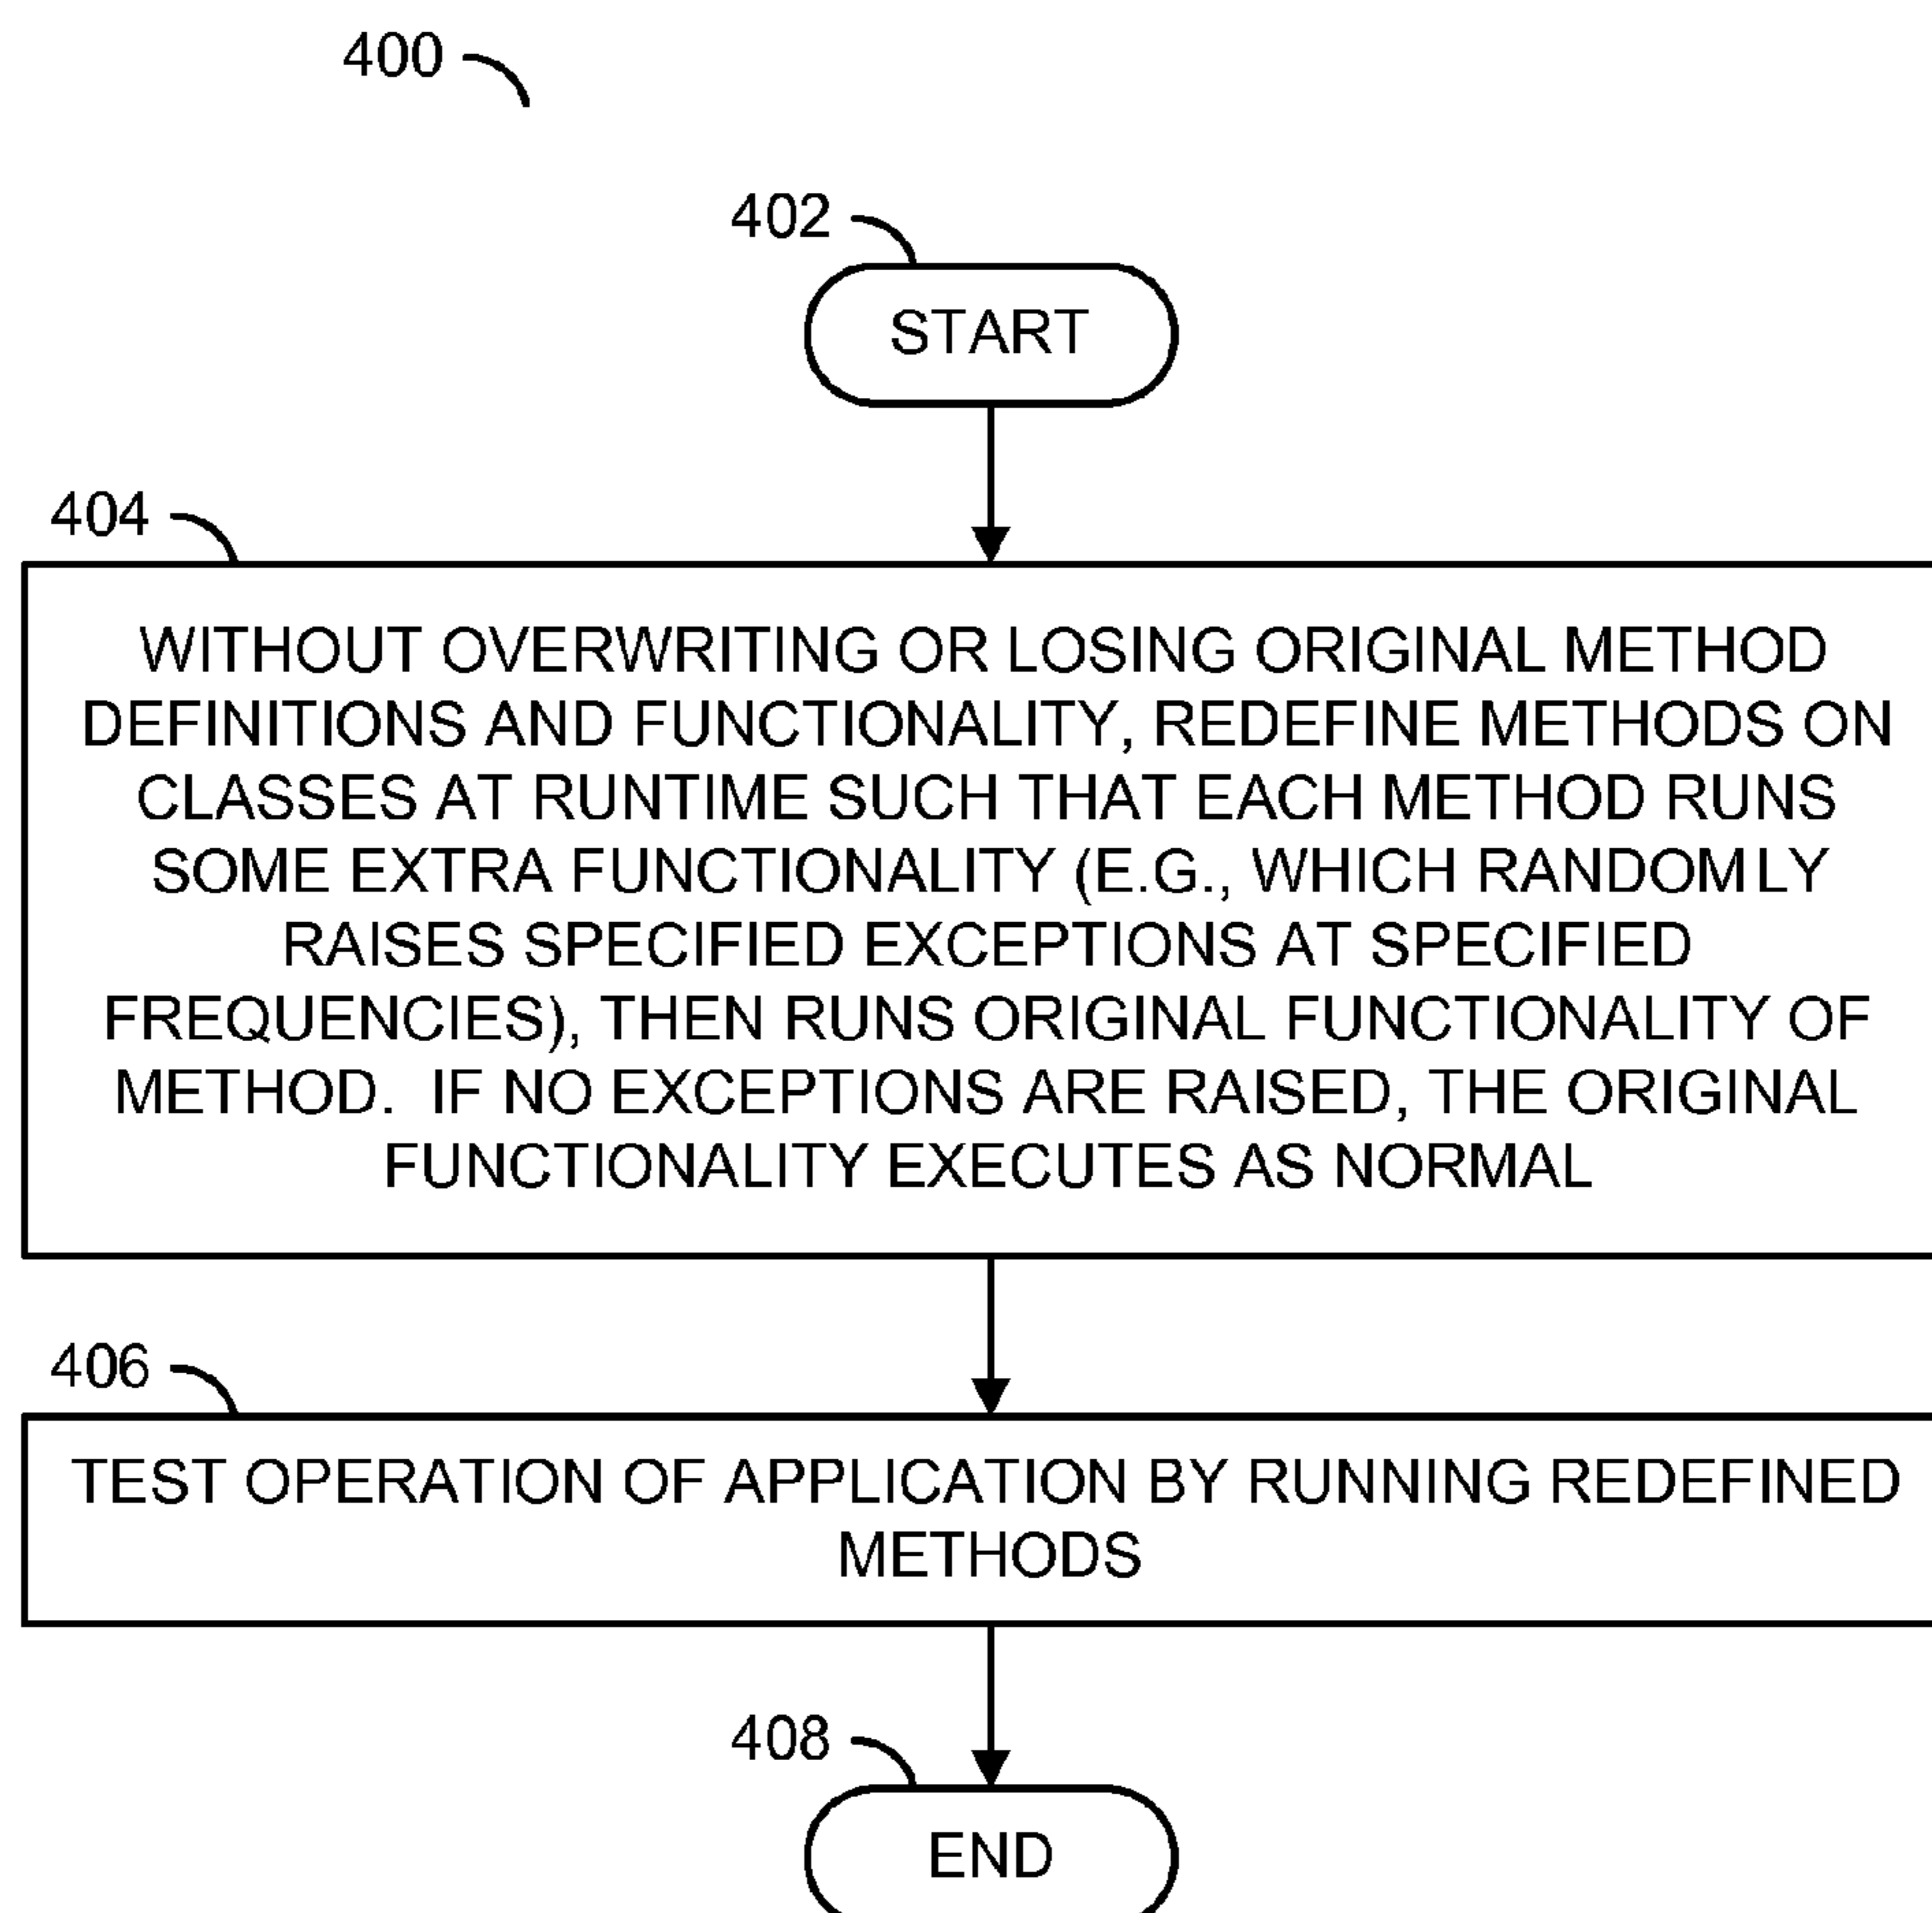 400
402
START
404
WITHOUT OVERWRITING OR LOSING ORIGINAL METHOD
DEFINITIONS AND FUNCTIONALITY, REDEFINE METHODS ON
CLASSES AT RUNTIME SUCH THAT EACH METHOD RUNS
SOME EXTRA FUNCTIONALITY (E.G., WHICH RANDOMLY
RAISES SPECIFIED EXCEPTIONS AT SPECIFIED
FREQUENCIES), THEN RUNS ORIGINAL FUNCTIONALITY OF
METHOD. IF NO EXCEPTIONS ARE RAISED, THE ORIGINAL
FUNCTIONALITY EXECUTES AS NORMAL
406
TEST OPERATION OF APPLICATION BY RUNNING REDEFINED
METHODS
408
END